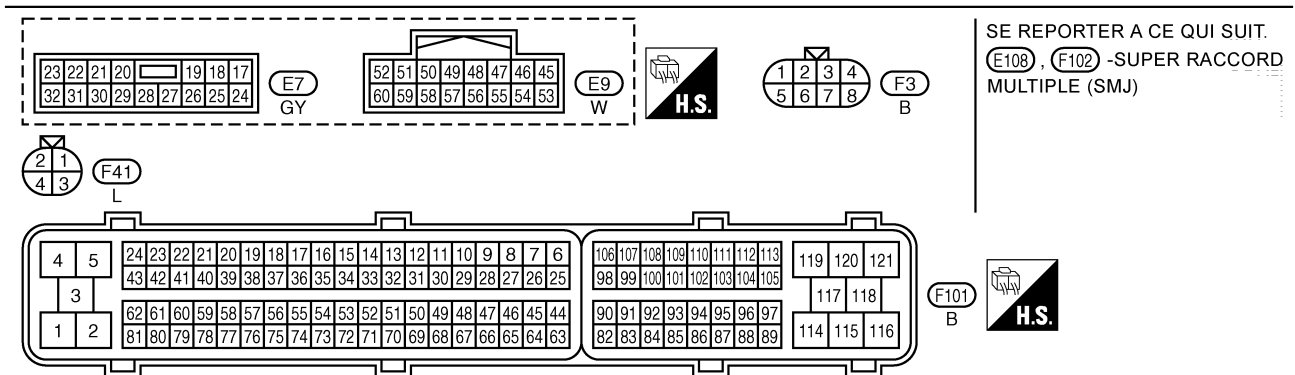 SE REPORTER A CE QUI SUIT.
E108 , F102 -SUPER RACCORD
MULTIPLE (SMJ)
23 22 21 20 19 18 17
32 31 30 29 28 27 26 25 24
E7
GY
52 51 50 49 48 47 46 45
60 59 58 57 56 55 54 53
E9
W
H.S.
1 2 3 4
5 6 7 8
F3
B
2 1
4 3
F41
L
4 5
3
1 2
24 23 22 21 20 19 18 17 16 15 14 13 12 11 10 9 8 7 6
43 42 41 40 39 38 37 36 35 34 33 32 31 30 29 28 27 26 25
62 61 60 59 58 57 56 55 54 53 52 51 50 49 48 47 46 45 44
81 80 79 78 77 76 75 74 73 72 71 70 69 68 67 66 65 64 63
106 107 108 109 110 111 112 113
98 99 100 101 102 103 104 105
90 91 92 93 94 95 96 97
82 83 84 85 86 87 88 89
119 120 121
117 118
114 115 116
F101
B
H.S.